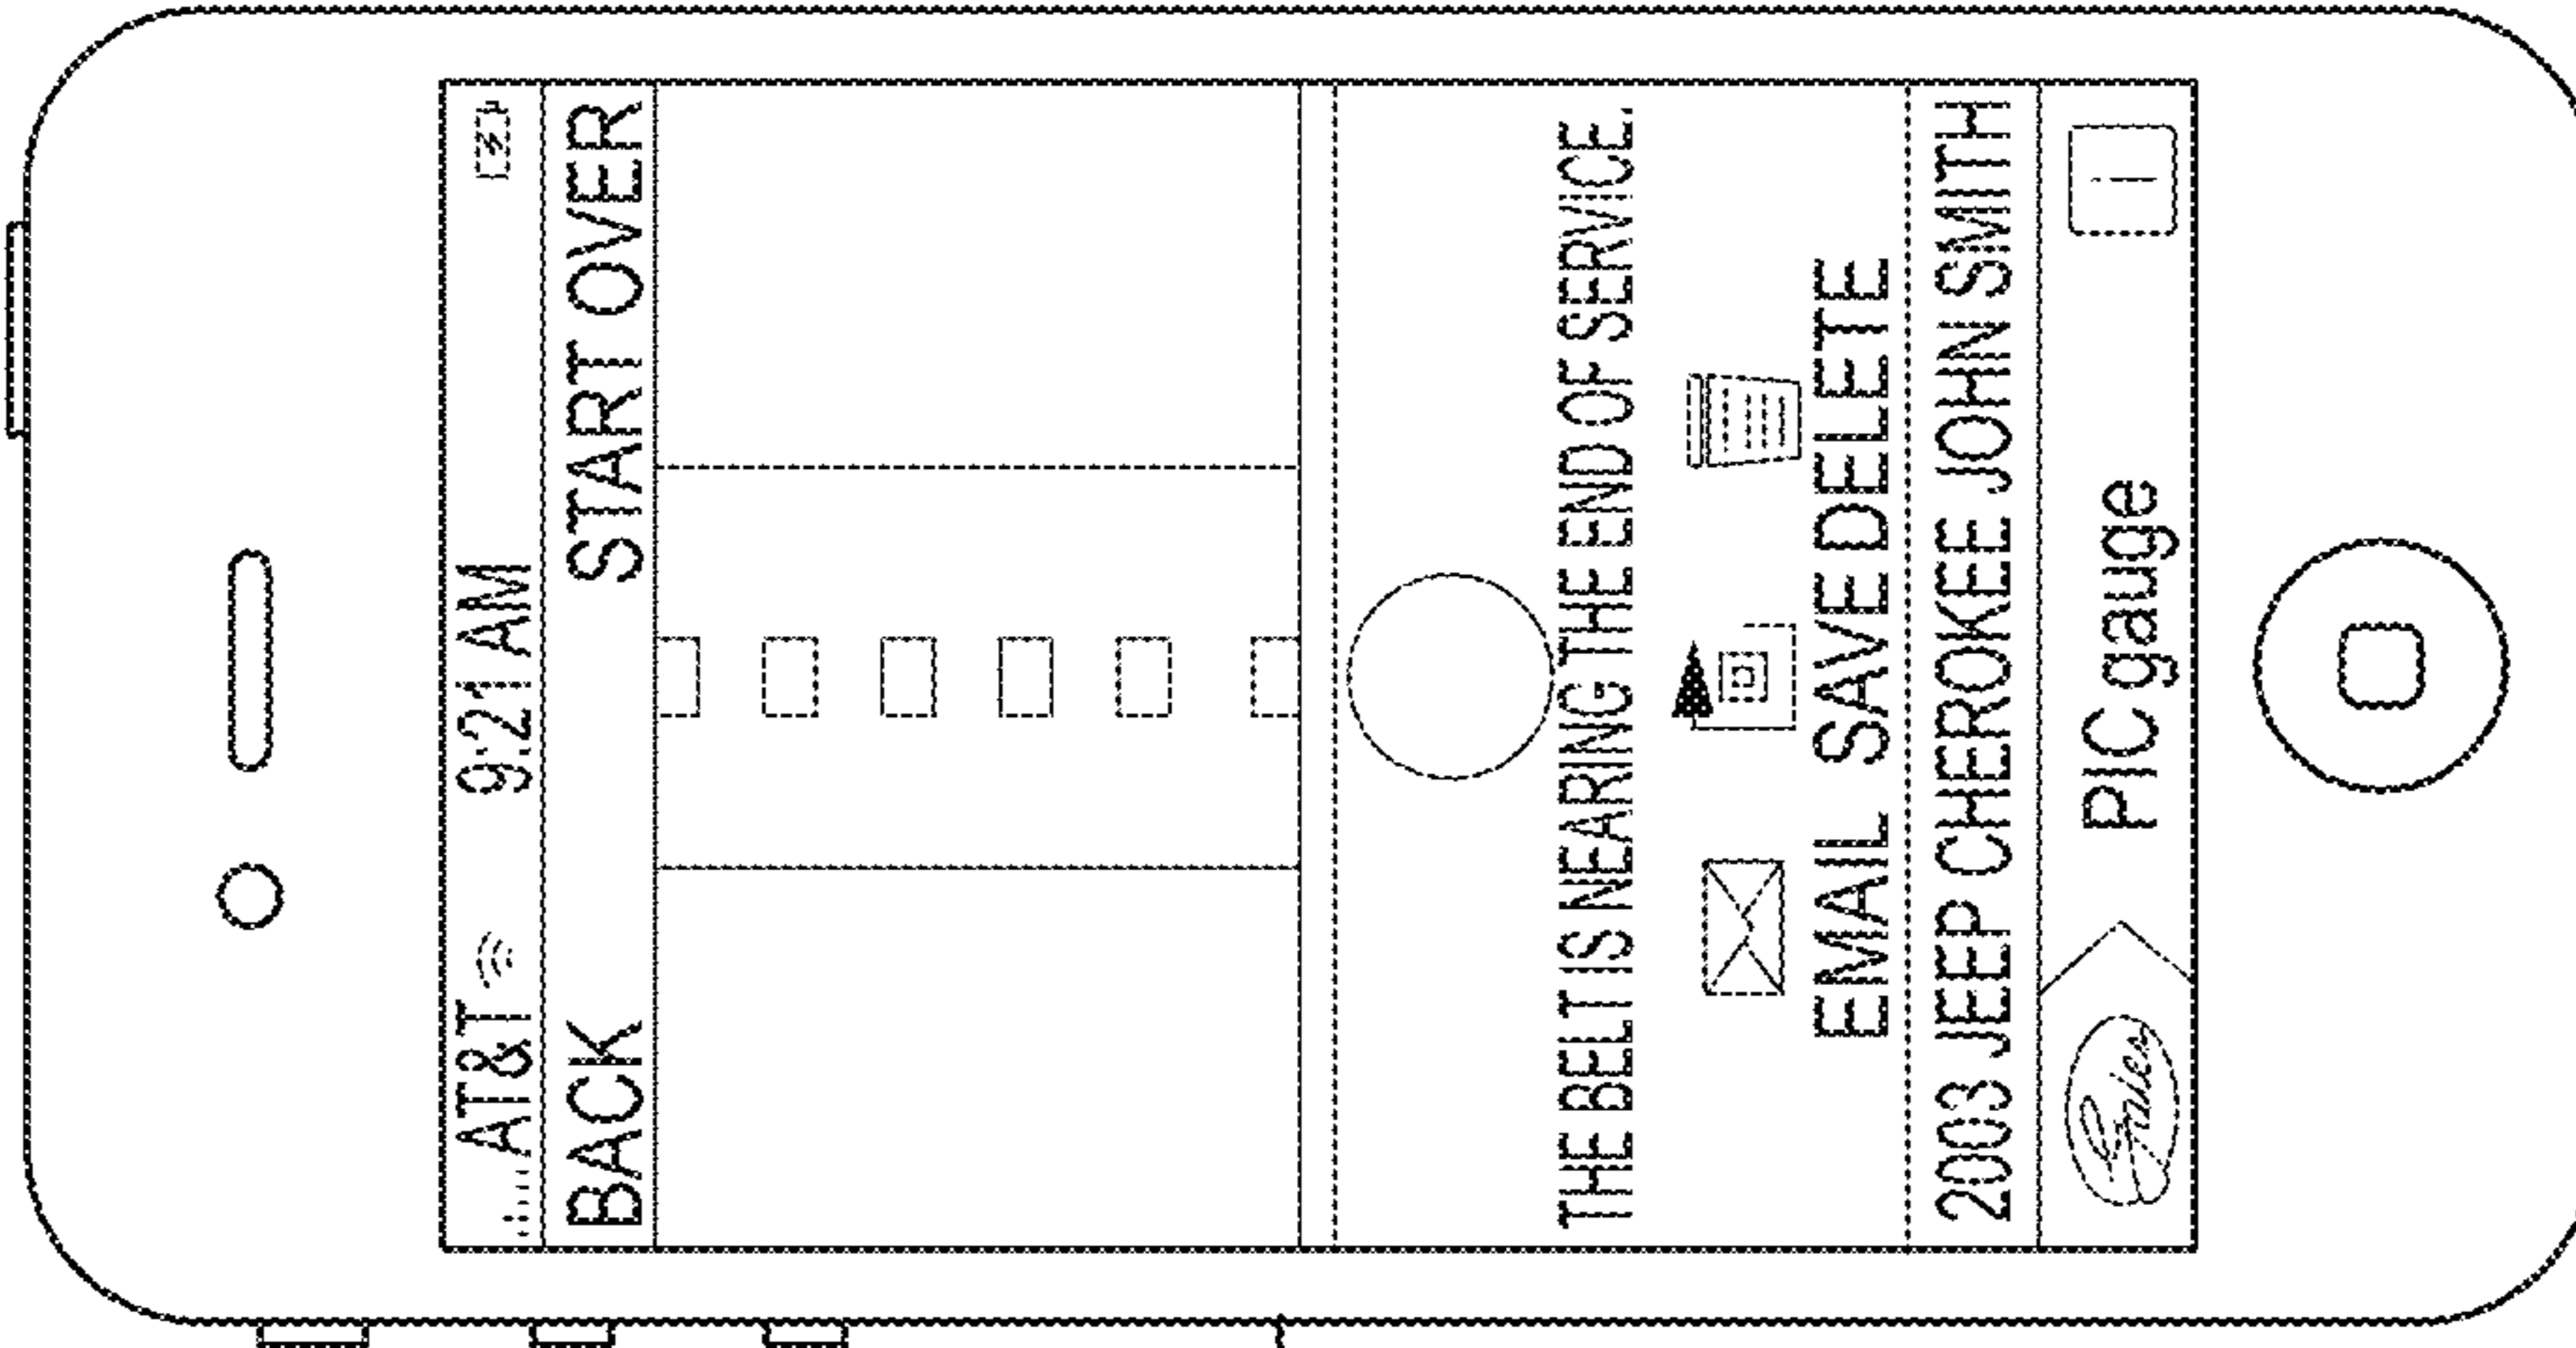 AT&T 9:21 AM
BACK START OVER
THE BELT IS NEARING THE END OF SERVICE.
EMAIL SAVE DELETE
2003 JEEP CHEROKEE JOHN SMITH
Gates PIC gauge